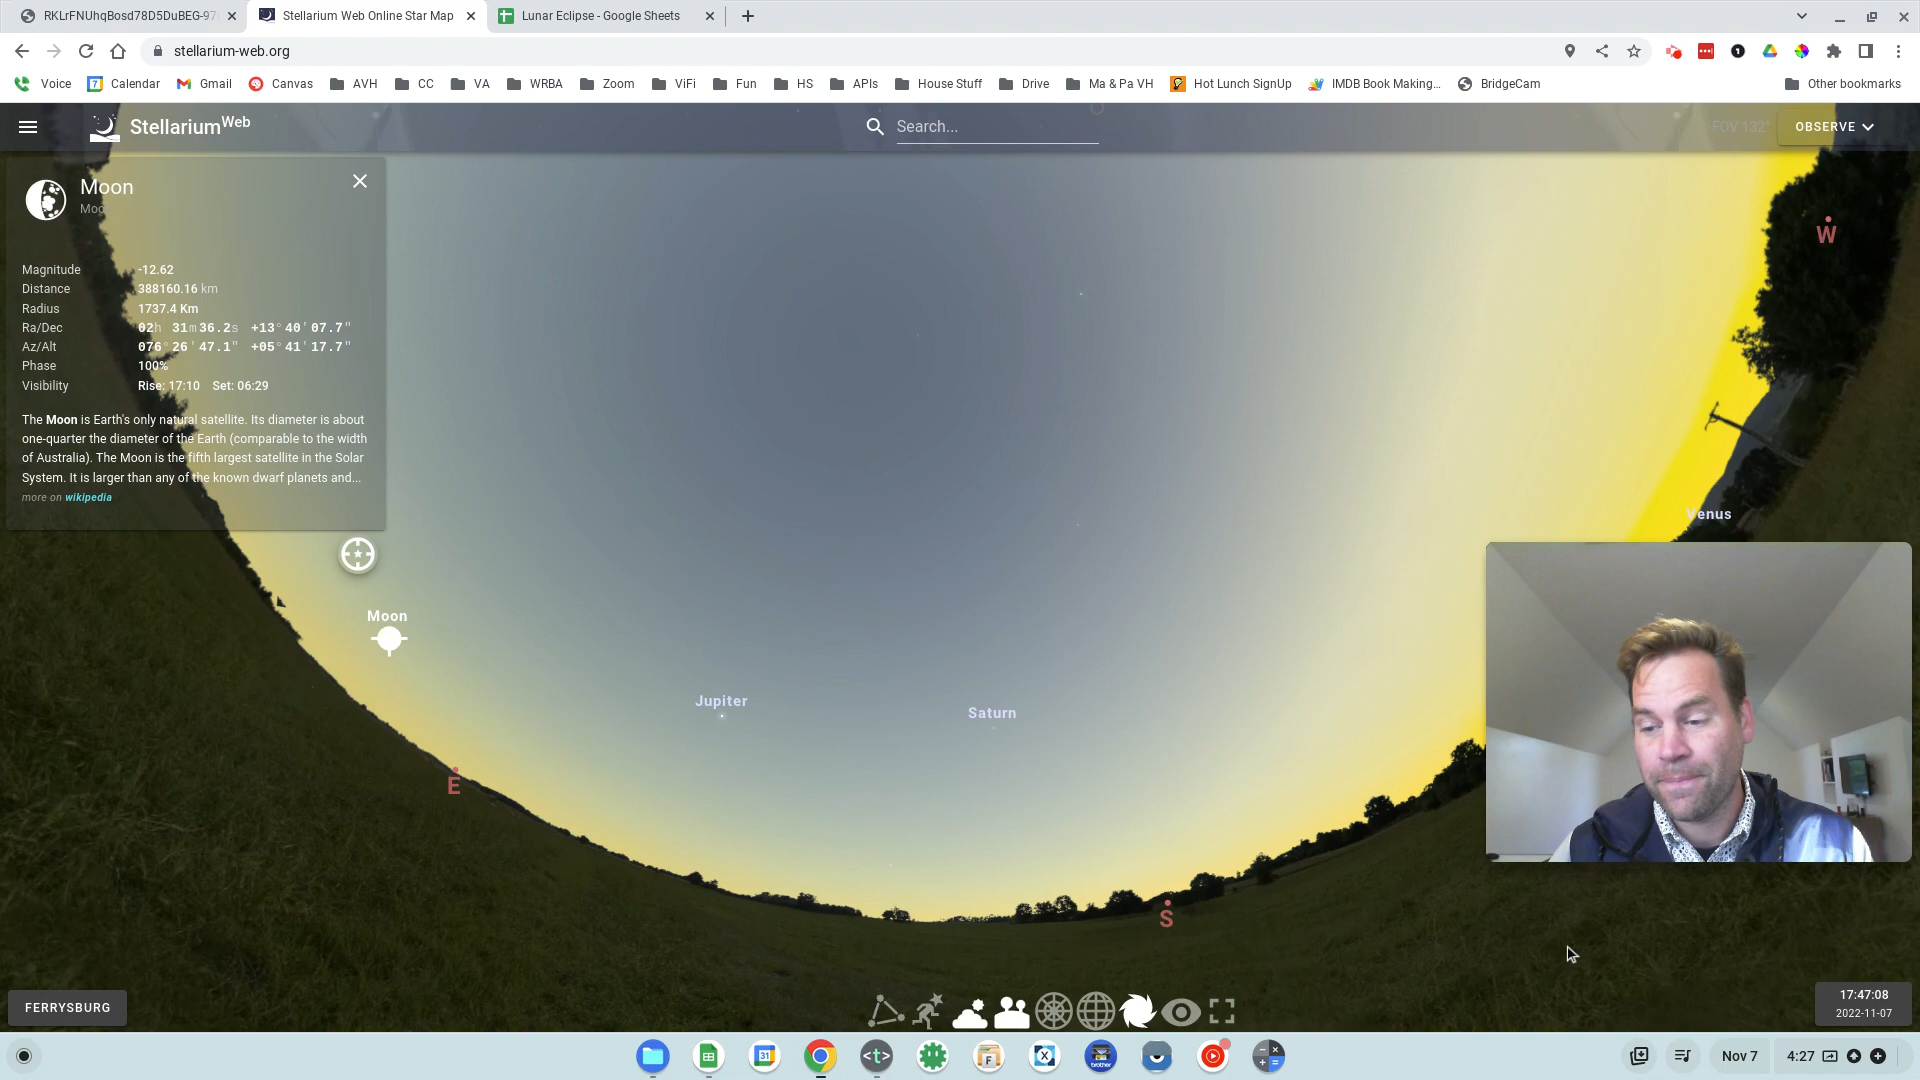 RKLrFNUhqBosd78D5DuBEG-97
Stellarium Web Online Star Map
Lunar Eclipse - Google Sheets
stellarium-web.org
Voice
7 Calendar
Gmail
Canvas
AVH
CC
VA
WRBA
Zoom
ViFi
Fun
HS
APIs
House Stuff
Drive
Ma & Pa VH
Hot Lunch SignUp
IMDB Book Making...
BridgeCam
Other bookmarks
StellariumWeb
Search...
FOV 132°
OBSERVE
Moon
Moo
Magnitude -12.62
Distance 388160.16 km
Radius 1737.4 Km
Ra/Dec 02h 31m36.2s +13°40'07.7"
Az/Alt 076°26'47.1" +05°41'17.7"
Phase 100%
Visibility Rise: 17:10 Set: 06:29
The Moon is Earth's only natural satellite. Its diameter is about
one-quarter the diameter of the Earth (comparable to the width
of Australia). The Moon is the fifth largest satellite in the Solar
System. It is larger than any of the known dwarf planets and...
more on wikipedia
W
Venus
Moon
Jupiter
Saturn
E
S
FERRYSBURG
17:47:08
2022-11-07
31
<t>
F
X
brother
Nov 7
4:27